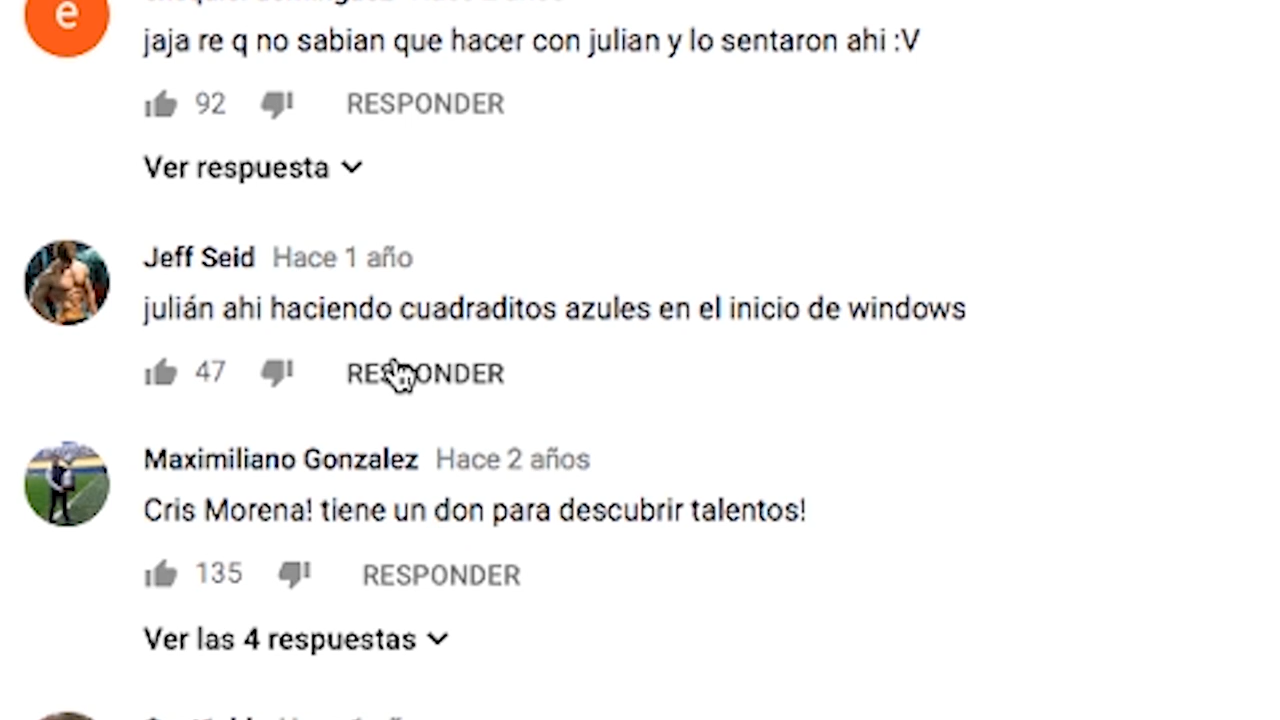 e
jaja re q no sabian que hacer con julian y lo sentaron ahi :V
92 RESPONDER
Ver respuesta
Jeff Seid Hace 1 año
julián ahi haciendo cuadraditos azules en el inicio de windows
47 RESPONDER
Maximiliano Gonzalez Hace 2 años
Cris Morena! tiene un don para descubrir talentos!
135 RESPONDER
Ver las 4 respuestas